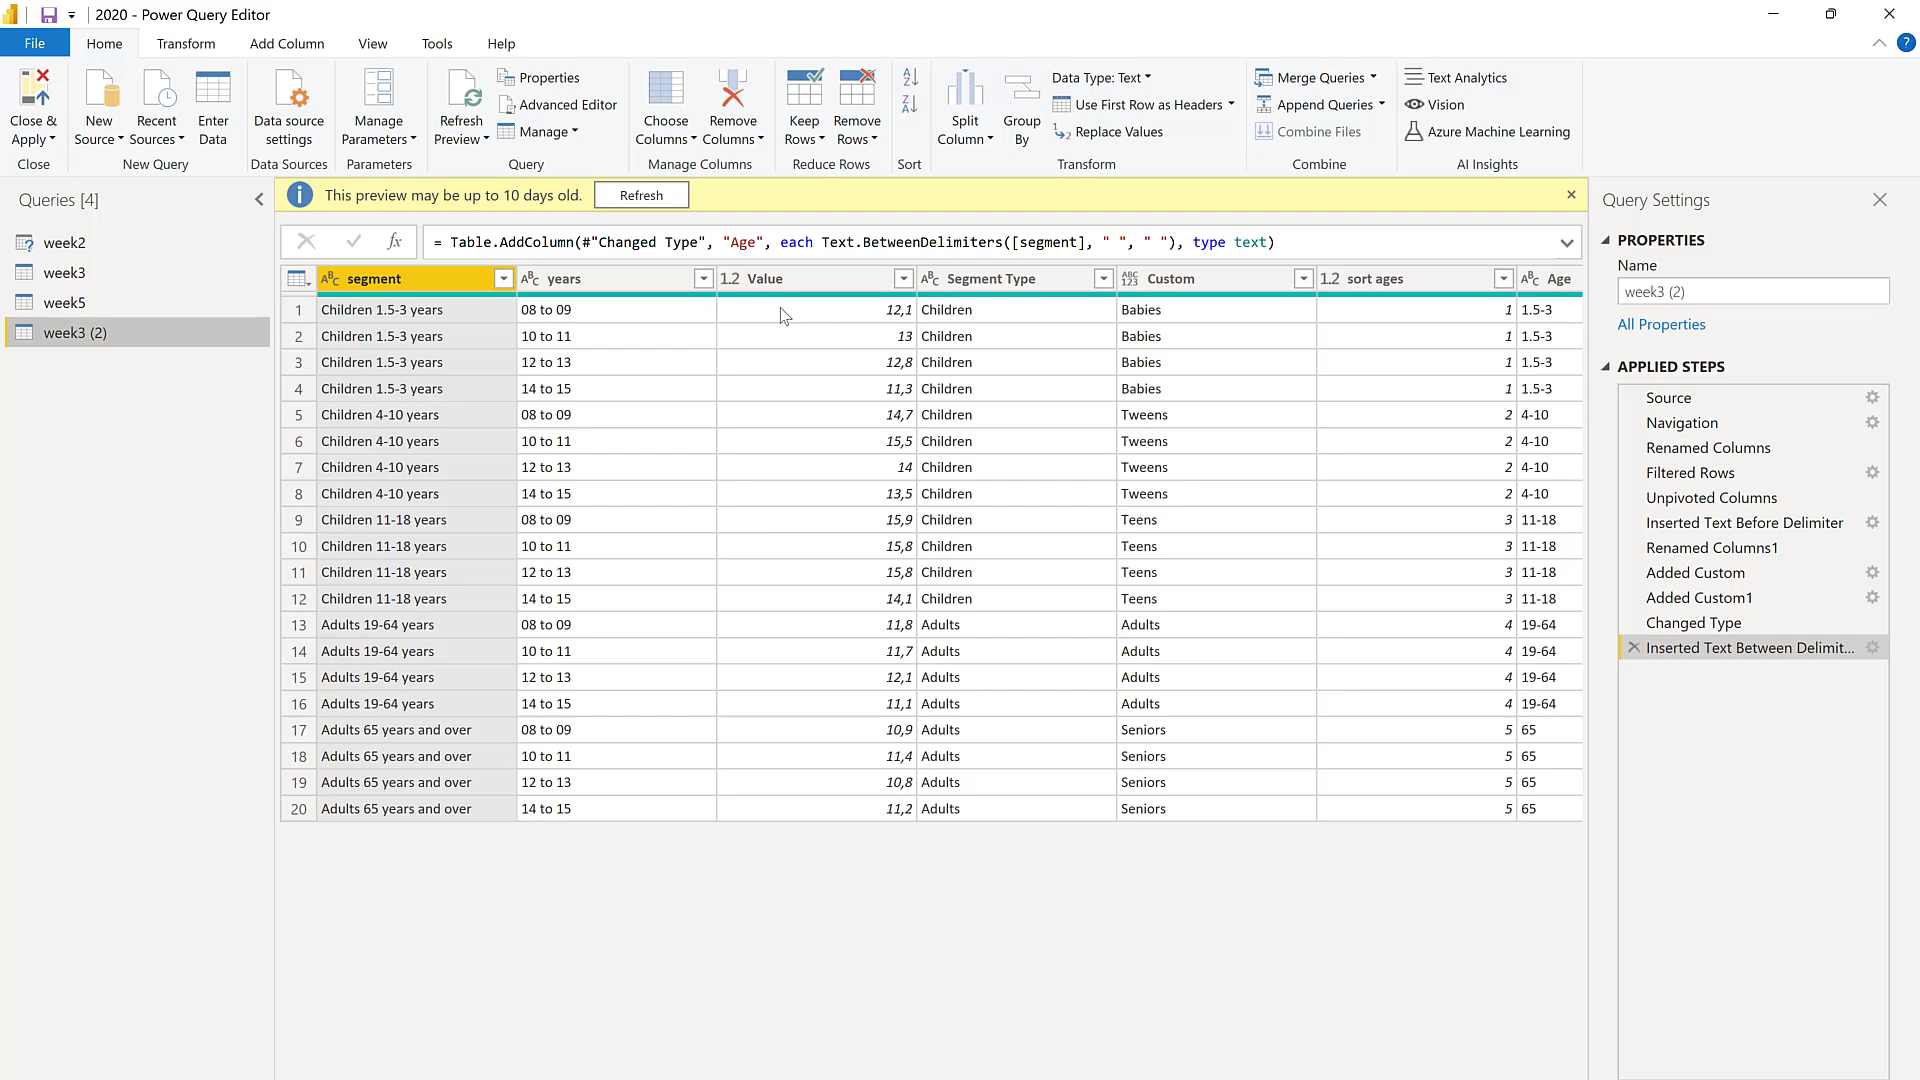 2020 - Power Query Editor
File Home Transform Add Column View Tools Help
Close & Apply
New Source
Recent Sources
Enter Data
Data source settings
Manage Parameters
Refresh Preview
Properties
Advanced Editor
Manage
Choose Columns
Remove Columns
Keep Rows
Remove Rows
A Z
Z A
Split Column
Group By
Data Type: Text
Use First Row as Headers
Replace Values
Merge Queries
Append Queries
Combine Files
Text Analytics
Vision
Azure Machine Learning
Close New Query Data Sources Parameters Query Manage Columns Reduce Rows Sort Transform Combine AI Insights
Queries [4]
week2
week3
week5
week3 (2)
This preview may be up to 10 days old. Refresh
fx = Table.AddColumn(#"Changed Type", "Age", each Text.BetweenDelimiters([segment], " ", " "), type text)
ABC segment ABC years 1.2 Value ABC Segment Type ABC 123 Custom 1.2 sort ages ABC Age
1 Children 1.5-3 years 08 to 09 12,1 Children Babies 1 1.5-3
2 Children 1.5-3 years 10 to 11 13 Children Babies 1 1.5-3
3 Children 1.5-3 years 12 to 13 12,8 Children Babies 1 1.5-3
4 Children 1.5-3 years 14 to 15 11,3 Children Babies 1 1.5-3
5 Children 4-10 years 08 to 09 14,7 Children Tweens 2 4-10
6 Children 4-10 years 10 to 11 15,5 Children Tweens 2 4-10
7 Children 4-10 years 12 to 13 14 Children Tweens 2 4-10
8 Children 4-10 years 14 to 15 13,5 Children Tweens 2 4-10
9 Children 11-18 years 08 to 09 15,9 Children Teens 3 11-18
10 Children 11-18 years 10 to 11 15,8 Children Teens 3 11-18
11 Children 11-18 years 12 to 13 15,8 Children Teens 3 11-18
12 Children 11-18 years 14 to 15 14,1 Children Teens 3 11-18
13 Adults 19-64 years 08 to 09 11,8 Adults Adults 4 19-64
14 Adults 19-64 years 10 to 11 11,7 Adults Adults 4 19-64
15 Adults 19-64 years 12 to 13 12,1 Adults Adults 4 19-64
16 Adults 19-64 years 14 to 15 11,1 Adults Adults 4 19-64
17 Adults 65 years and over 08 to 09 10,9 Adults Seniors 5 65
18 Adults 65 years and over 10 to 11 11,4 Adults Seniors 5 65
19 Adults 65 years and over 12 to 13 10,8 Adults Seniors 5 65
20 Adults 65 years and over 14 to 15 11,2 Adults Seniors 5 65
Query Settings
PROPERTIES
Name
week3 (2)
All Properties
APPLIED STEPS
Source
Navigation
Renamed Columns
Filtered Rows
Unpivoted Columns
Inserted Text Before Delimiter
Renamed Columns1
Added Custom
Added Custom1
Changed Type
Inserted Text Between Delimit...